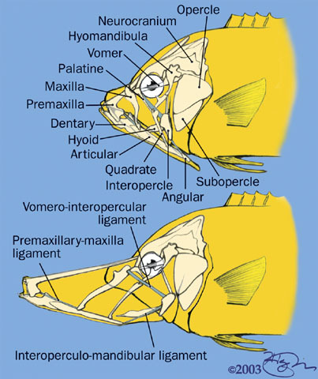 Opercle
Neurocranium
Hyomandibula
Vomer
Palatine
Maxilla
Premaxilla
Dentary
Hyoid
Articular
Quadrate
Interopercle
Angular
Subopercle
Vomero-interopercular
ligament
Premaxillary-maxilla
ligament
Interoperculo-mandibular ligament
©2003